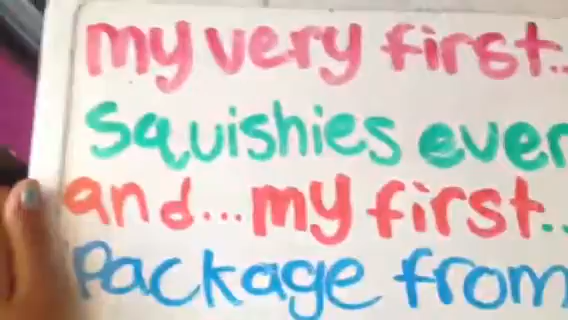 my very first..
Squishies ever
and...my first..
Package from